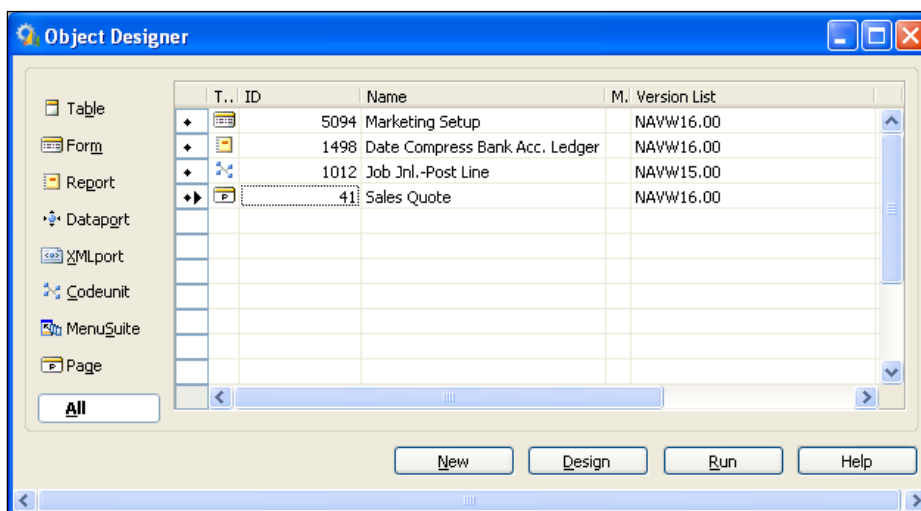 Object Designer
Table
Form
Report
Dataport
XMLport
Codeunit
MenuSuite
Page
All
T.. ID Name M. Version List
5094 Marketing Setup NAVW16.00
1498 Date Compress Bank Acc. Ledger NAVW16.00
1012 Job Jnl.-Post Line NAVW15.00
41 Sales Quote NAVW16.00
New Design Run Help